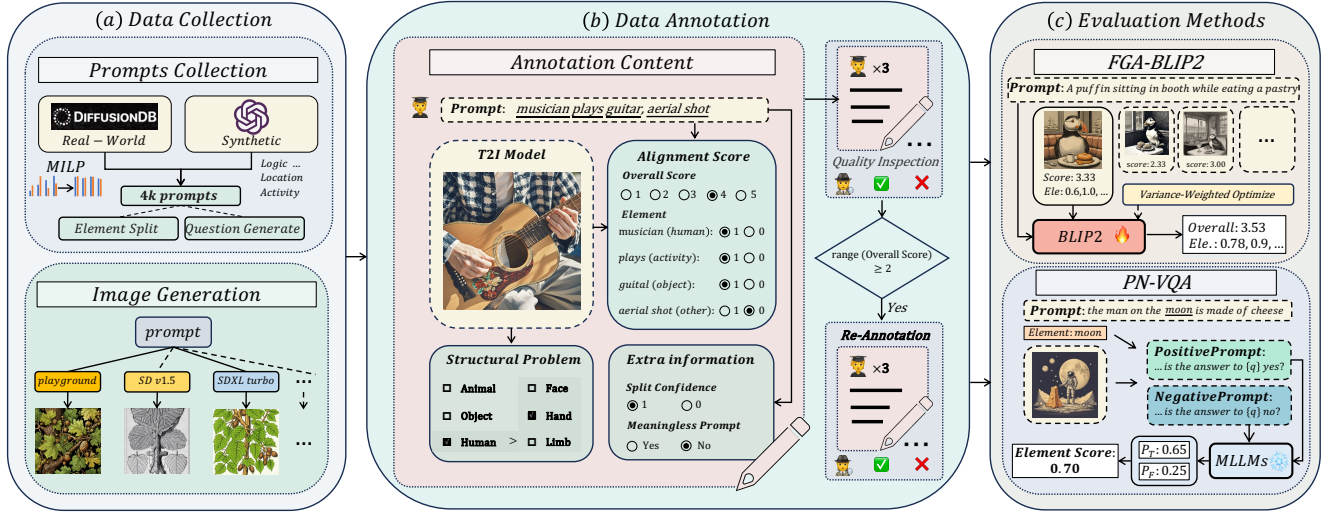 (a) Data Collection
Prompts Collection
DIFFUSIONDB
Real – World
Synthetic
MILP
Logic ...
Location
Activity
4k prompts
Element Split
Question Generate
Image Generation
prompt
playground
SD v1.5
SDXL turbo
...
...
(b) Data Annotation
Annotation Content
Prompt: musician plays guitar, aerial shot
T2I Model
Alignment Score
Overall Score
1 2 3 4 5
Element
musician (human): 1 0
plays (activity): 1 0
guital (object): 1 0
aerial shot (other): 1 0
Structural Problem
Animal
Face
Object
Hand
Human
>
Limb
Extra information
Split Confidence
1 0
Meaningless Prompt
Yes No
×3
...
Quality Inspection
range (Overall Score)
≥ 2
Yes
Re-Annotation
×3
...
(c) Evaluation Methods
FGA-BLIP2
Prompt: A puffin sitting in booth while eating a pastry
Score: 3.33
Ele: 0.6,1.0, ...
score: 2.33
score: 3.00
...
Variance-Weighted Optimize
BLIP2
Overall: 3.53
Ele. : 0.78, 0.9, ...
PN-VQA
Prompt: the man on the moon is made of cheese
Element: moon
PositivePrompt:
... is the answer to {q} yes?
NegativePrompt:
... is the answer to {q} no?
MLLMs
P_T: 0.65
P_F: 0.25
Element Score:
0.70